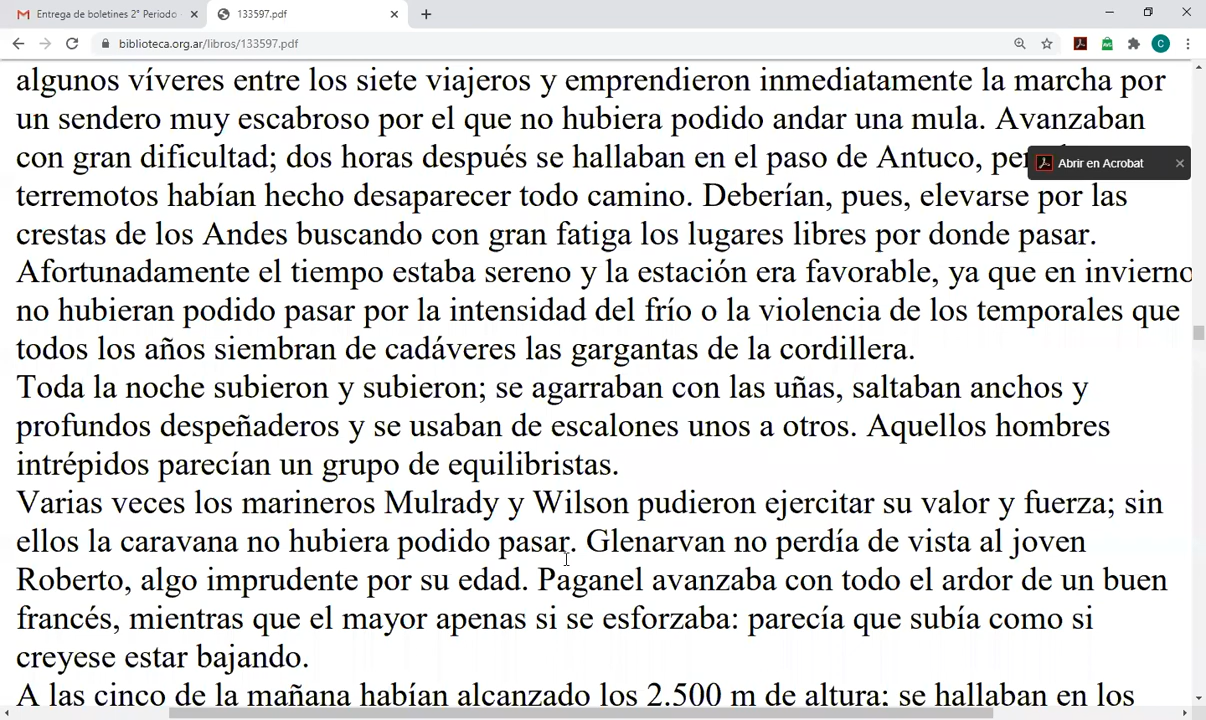 Entrega de boletines 2° Periodo
133597.pdf
biblioteca.org.ar/libros/133597.pdf
C
algunos víveres entre los siete viajeros y emprendieron inmediatamente la marcha por
un sendero muy escabroso por el que no hubiera podido andar una mula. Avanzaban
con gran dificultad; dos horas después se hallaban en el paso de Antuco,
Abrir en Acrobat
terremotos habían hecho desaparecer todo camino. Deberían, pues, elevarse por las
crestas de los Andes buscando con gran fatiga los lugares libres por donde pasar.
Afortunadamente el tiempo estaba sereno y la estación era favorable, ya que en invierno
no hubieran podido pasar por la intensidad del frío o la violencia de los temporales que
todos los años siembran de cadáveres las gargantas de la cordillera.
Toda la noche subieron y subieron; se agarraban con las uñas, saltaban anchos y
profundos despeñaderos y se usaban de escalones unos a otros. Aquellos hombres
intrépidos parecían un grupo de equilibristas.
Varias veces los marineros Mulrady y Wilson pudieron ejercitar su valor y fuerza; sin
ellos la caravana no hubiera podido pasar. Glenarvan no perdía de vista al joven
Roberto, algo imprudente por su edad. Paganel avanzaba con todo el ardor de un buen
francés, mientras que el mayor apenas si se esforzaba: parecía que subía como si
creyese estar bajando.
A las cinco de la mañana habían alcanzado los 2.500 m de altura; se hallaban en los